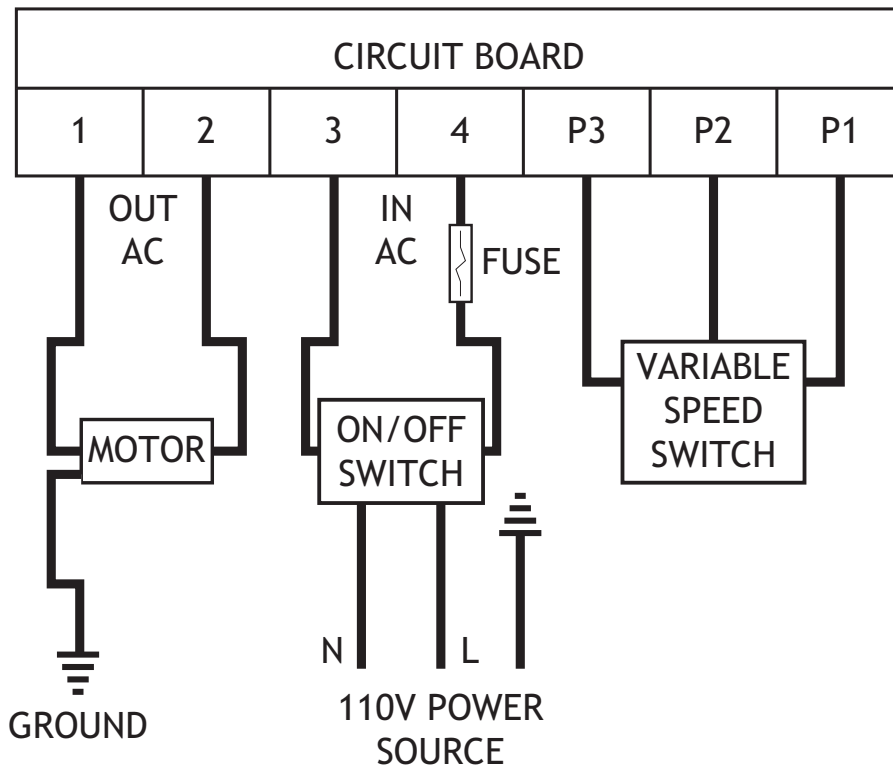 CIRCUIT BOARD
1 2 3 4 P3 P2 P1
OUT
AC
IN
AC
FUSE
MOTOR
ON/OFF
SWITCH
VARIABLE
SPEED
SWITCH
N L
GROUND
110V POWER
SOURCE